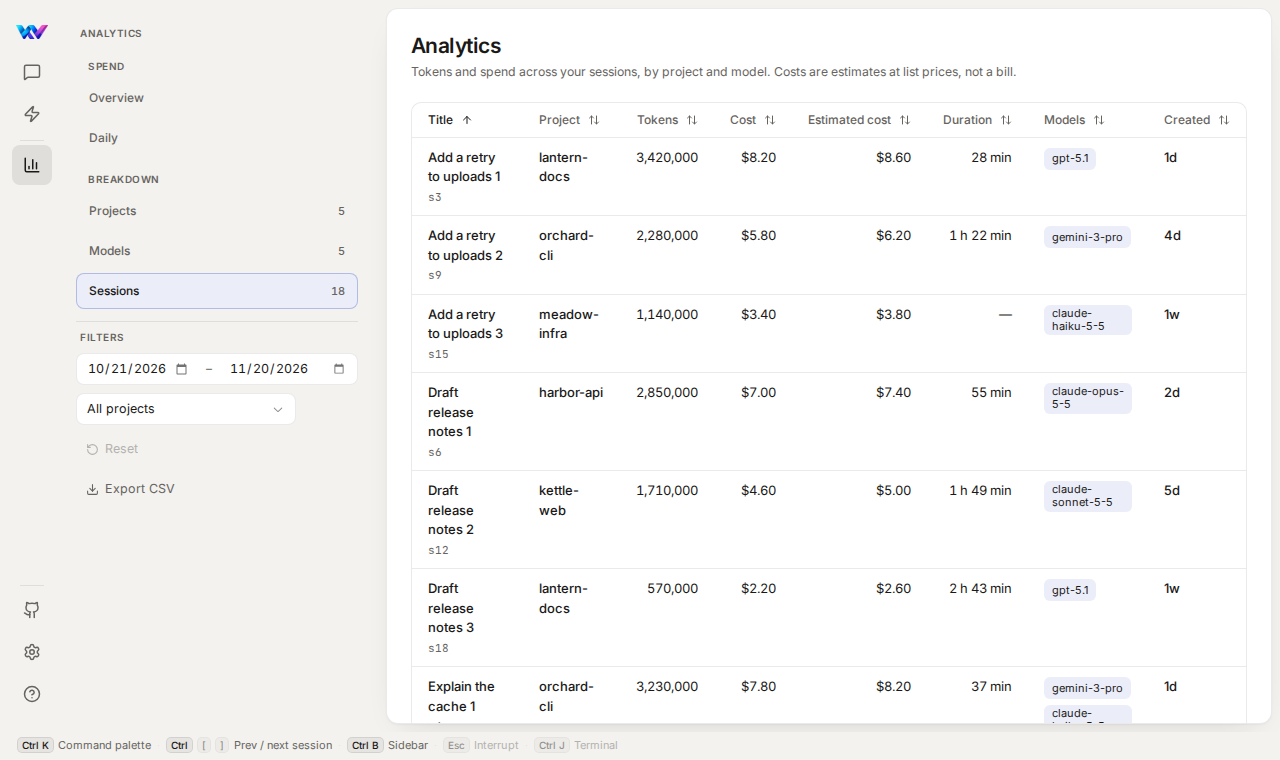 ANALYTICS
SPEND
Overview
Daily
BREAKDOWN
Projects 5
Models 5
Sessions 18
FILTERS
10/21/2026 – 11/20/2026
All projects
Reset
Export CSV
Analytics
Tokens and spend across your sessions, by project and model. Costs are estimates at list prices, not a bill.
Title Project Tokens Cost Estimated cost Duration Models Created
Add a retry lantern- 3,420,000 $8.20 $8.60 28 min gpt-5.1 1d
to uploads 1 docs
s3
Add a retry orchard- 2,280,000 $5.80 $6.20 1 h 22 min gemini-3-pro 4d
to uploads 2 cli
s9
Add a retry meadow- 1,140,000 $3.40 $3.80 — claude- 1w
to uploads 3 infra haiku-5-5
s15
Draft harbor-api 2,850,000 $7.00 $7.40 55 min claude-opus- 2d
release 5-5
notes 1
s6
Draft kettle- 1,710,000 $4.60 $5.00 1 h 49 min claude- 5d
release web sonnet-5-5
notes 2
s12
Draft lantern- 570,000 $2.20 $2.60 2 h 43 min gpt-5.1 1w
release docs
notes 3
s18
Explain the orchard- 3,230,000 $7.80 $8.20 37 min gemini-3-pro 1d
cache 1 cli claude-
Ctrl K Command palette Ctrl [ ] Prev / next session Ctrl B Sidebar Esc Interrupt Ctrl J Terminal